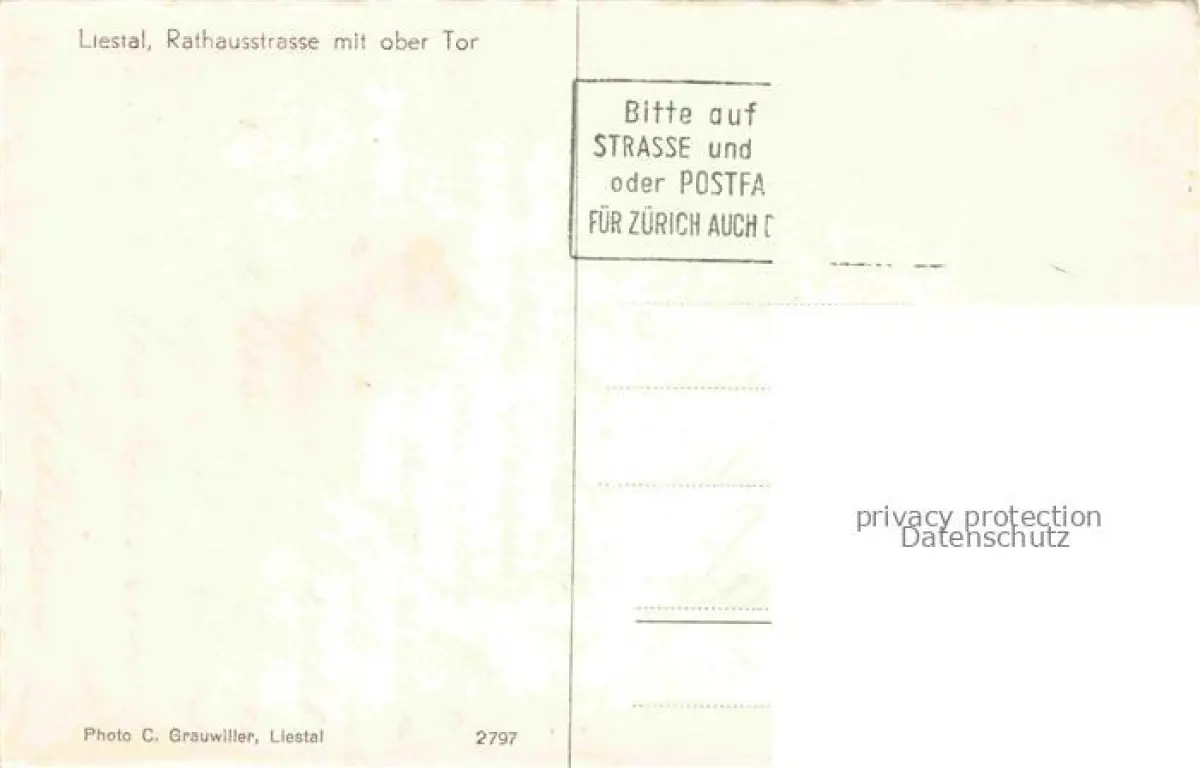 Liestal, Rathausstrasse mit ober Tor
Bitte auf
STRASSE und
oder POSTFA
FÜR ZÜRICH AUCH D
privacy protection
Datenschutz
Photo C. Grauwiller, Liestal 2797